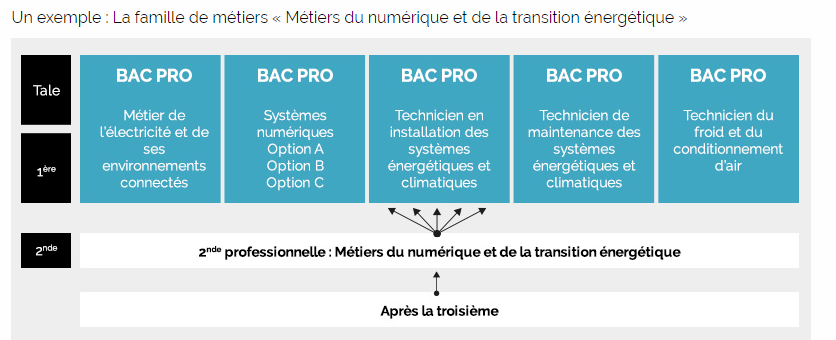 Un exemple : La famille de métiers « Métiers du numérique et de la transition énergétique »
Tale
1ère
BAC PRO
Métier de
l'électricité et de
ses
environnements
connectés
BAC PRO
Systèmes
numériques
Option A
Option B
Option C
BAC PRO
Technicien en
installation des
systèmes
énergétiques et
climatiques
BAC PRO
Technicien de
maintenance des
systèmes
énergétiques et
climatiques
BAC PRO
Technicien du
froid et du
conditionnement
d'air
2nde
2nde professionnelle : Métiers du numérique et de la transition énergétique
Après la troisième